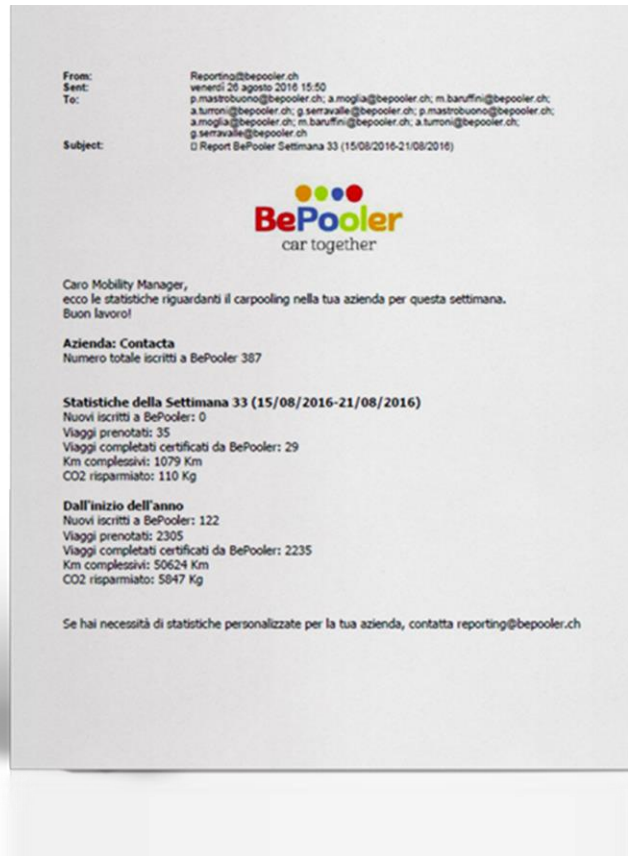 From: Reporting@bepooler.ch
Sent: venerdì 26 agosto 2016 15:50
To: p.mastrobuono@bepooler.ch; a.moglia@bepooler.ch; m.baruffini@bepooler.ch;
a.turroni@bepooler.ch; g.serravalle@bepooler.ch; p.mastrobuono@bepooler.ch;
a.moglia@bepooler.ch; m.baruffini@bepooler.ch; a.turroni@bepooler.ch;
g.serravalle@bepooler.ch
Subject: Report BePooler Settimana 33 (15/08/2016-21/08/2016)
BePooler
car together
Caro Mobility Manager,
ecco le statistiche riguardanti il carpooling nella tua azienda per questa settimana.
Buon lavoro!
Azienda: Contacta
Numero totale iscritti a BePooler 387
Statistiche della Settimana 33 (15/08/2016-21/08/2016)
Nuovi iscritti a BePooler: 0
Viaggi prenotati: 35
Viaggi completati certificati da BePooler: 29
Km complessivi: 1079 Km
CO2 risparmiato: 110 Kg
Dall'inizio dell'anno
Nuovi iscritti a BePooler: 122
Viaggi prenotati: 2305
Viaggi completati certificati da BePooler: 2235
Km complessivi: 50624 Km
CO2 risparmiato: 5847 Kg
Se hai necessità di statistiche personalizzate per la tua azienda, contatta reporting@bepooler.ch